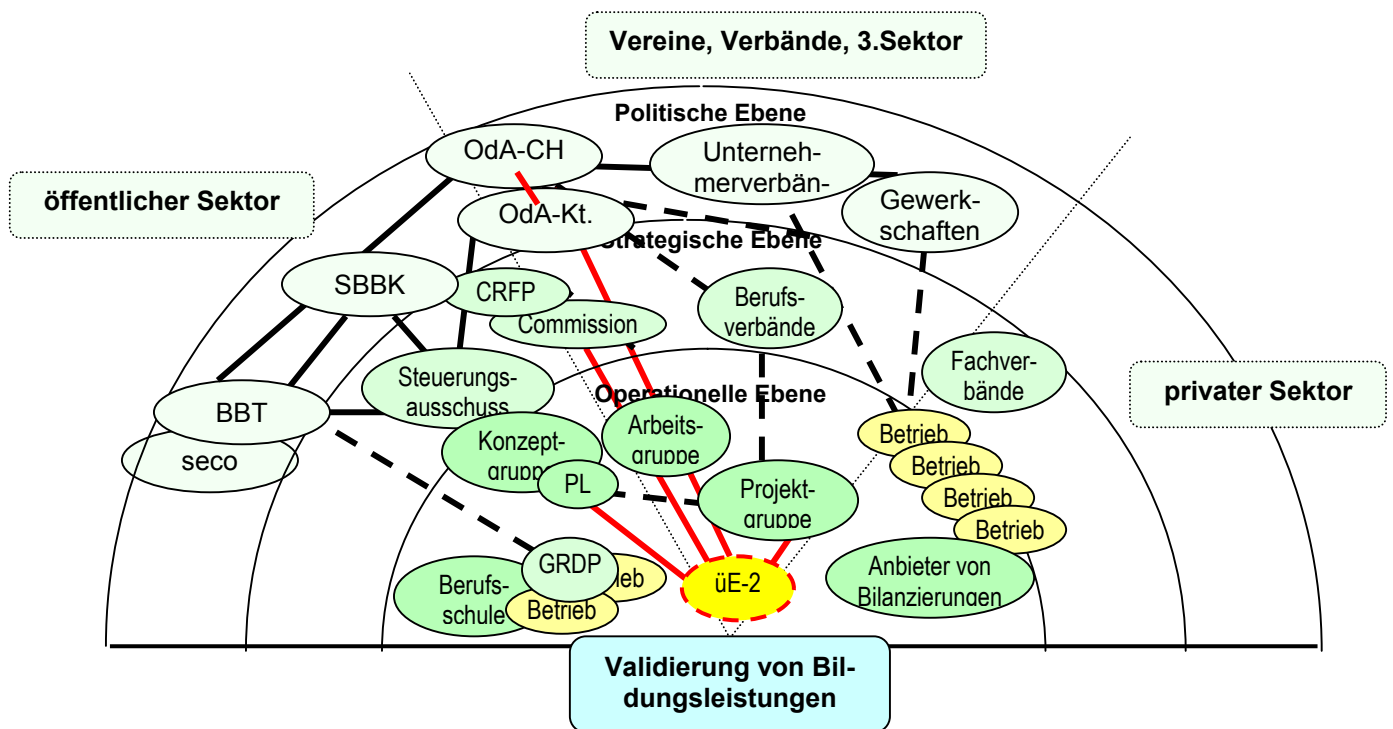 Vereine, Verbände, 3.Sektor
Politische Ebene
OdA-CH
Unterneh-
merverbän-
öffentlicher Sektor
OdA-Kt.
Gewerk-
schaften
Strategische Ebene
SBBK
CRFP
Commission
Berufs-
verbände
Fachver-
bände
privater Sektor
Steuerungs-
ausschuss
Operationelle Ebene
BBT
seco
Konzept-
gruppe
Arbeits-
gruppe
Betrieb
Betrieb
Betrieb
Betrieb
PL
Projekt-
gruppe
GRDP
ieb
Berufs-
schule
Betrieb
üE-2
Anbieter von
Bilanzierungen
Validierung von Bil-
dungsleistungen